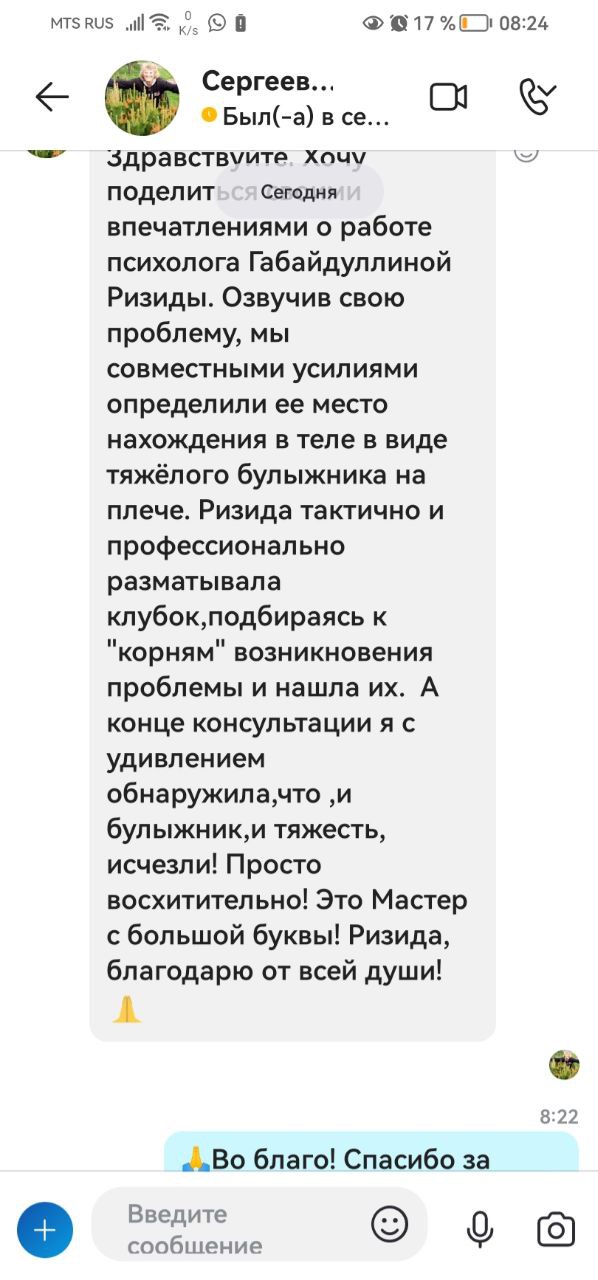 MTS RUS 0 K/s 17 % 08:24
Сергеев...
Был(-а) в се...
Здравствуйте. Хочу
поделиться своими
Сегодня
впечатлениями о работе
психолога Габайдуллиной
Ризиды. Озвучив свою
проблему, мы
совместными усилиями
определили ее место
нахождения в теле в виде
тяжёлого булыжника на
плече. Ризида тактично и
профессионально
разматывала
клубок,подбираясь к
"корням" возникновения
проблемы и нашла их.  А
конце консультации я с
удивлением
обнаружила,что ,и
булыжник,и тяжесть,
исчезли! Просто
восхитительно! Это Мастер
с большой буквы! Ризида,
благодарю от всей души!
🙏
8:22
🙏Во благо! Спасибо за
Введите
сообщение